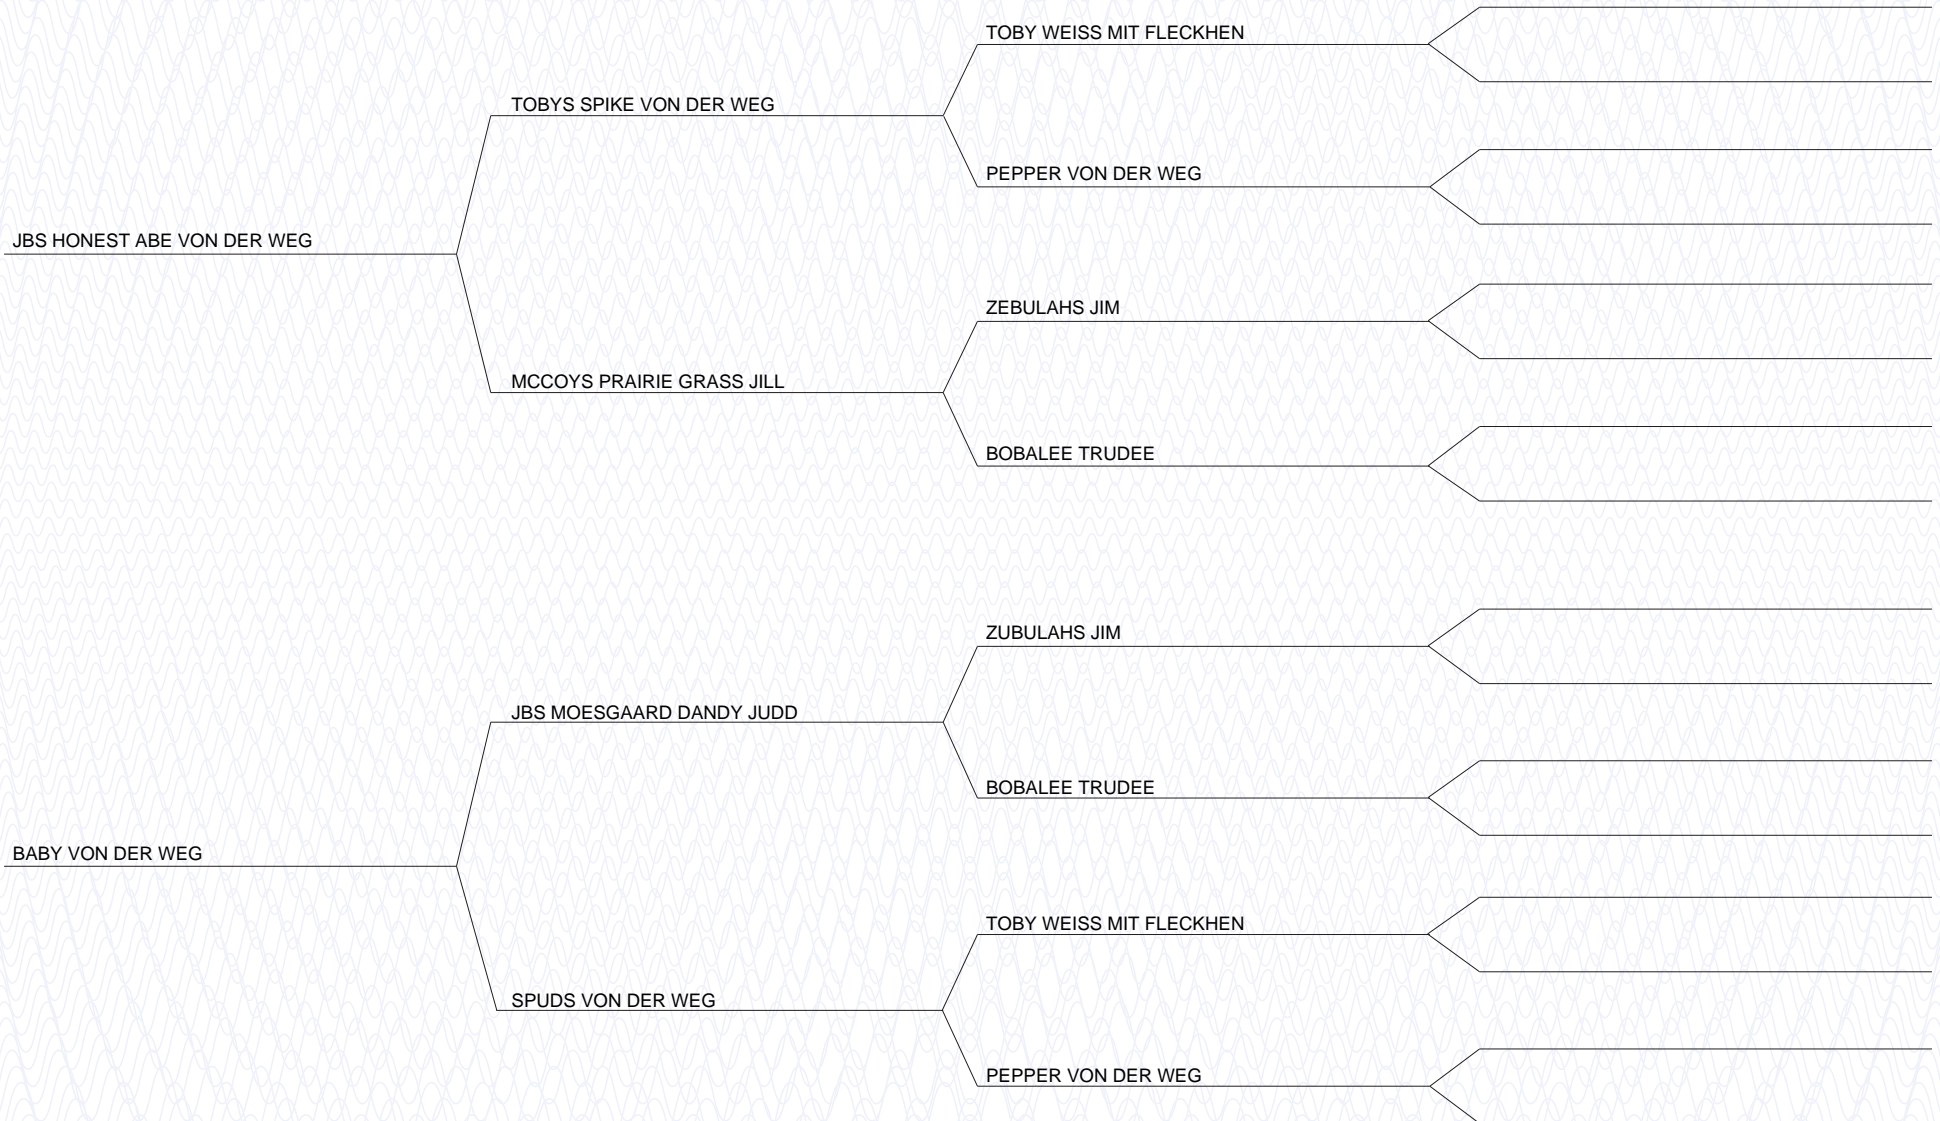 TOBY WEISS MIT FLECKHEN
TOBYS SPIKE VON DER WEG
PEPPER VON DER WEG
JBS HONEST ABE VON DER WEG
ZEBULAHS JIM
MCCOYS PRAIRIE GRASS JILL
BOBALEE TRUDEE
ZUBULAHS JIM
JBS MOESGAARD DANDY JUDD
BOBALEE TRUDEE
BABY VON DER WEG
TOBY WEISS MIT FLECKHEN
SPUDS VON DER WEG
PEPPER VON DER WEG